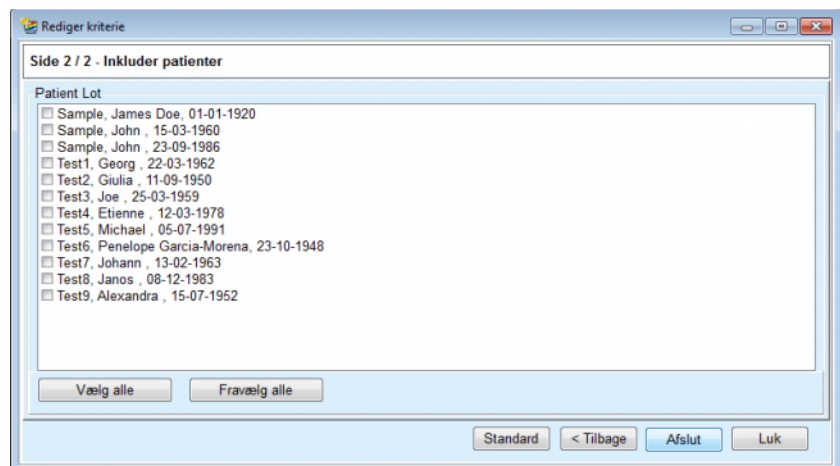 Rediger kriterie
Side 2 / 2 - Inkluder patienter
Patient Lot
Sample, James Doe, 01-01-1920
Sample, John , 15-03-1960
Sample, John , 23-09-1986
Test1, Georg , 22-03-1962
Test2, Giulia , 11-09-1950
Test3, Joe , 25-03-1959
Test4, Etienne , 12-03-1978
Test5, Michael , 05-07-1991
Test6, Penelope Garcia-Morena, 23-10-1948
Test7, Johann , 13-02-1963
Test8, Janos , 08-12-1983
Test9, Alexandra , 15-07-1952
Vælg alle Fravælg alle
Standard < Tilbage Afslut Luk